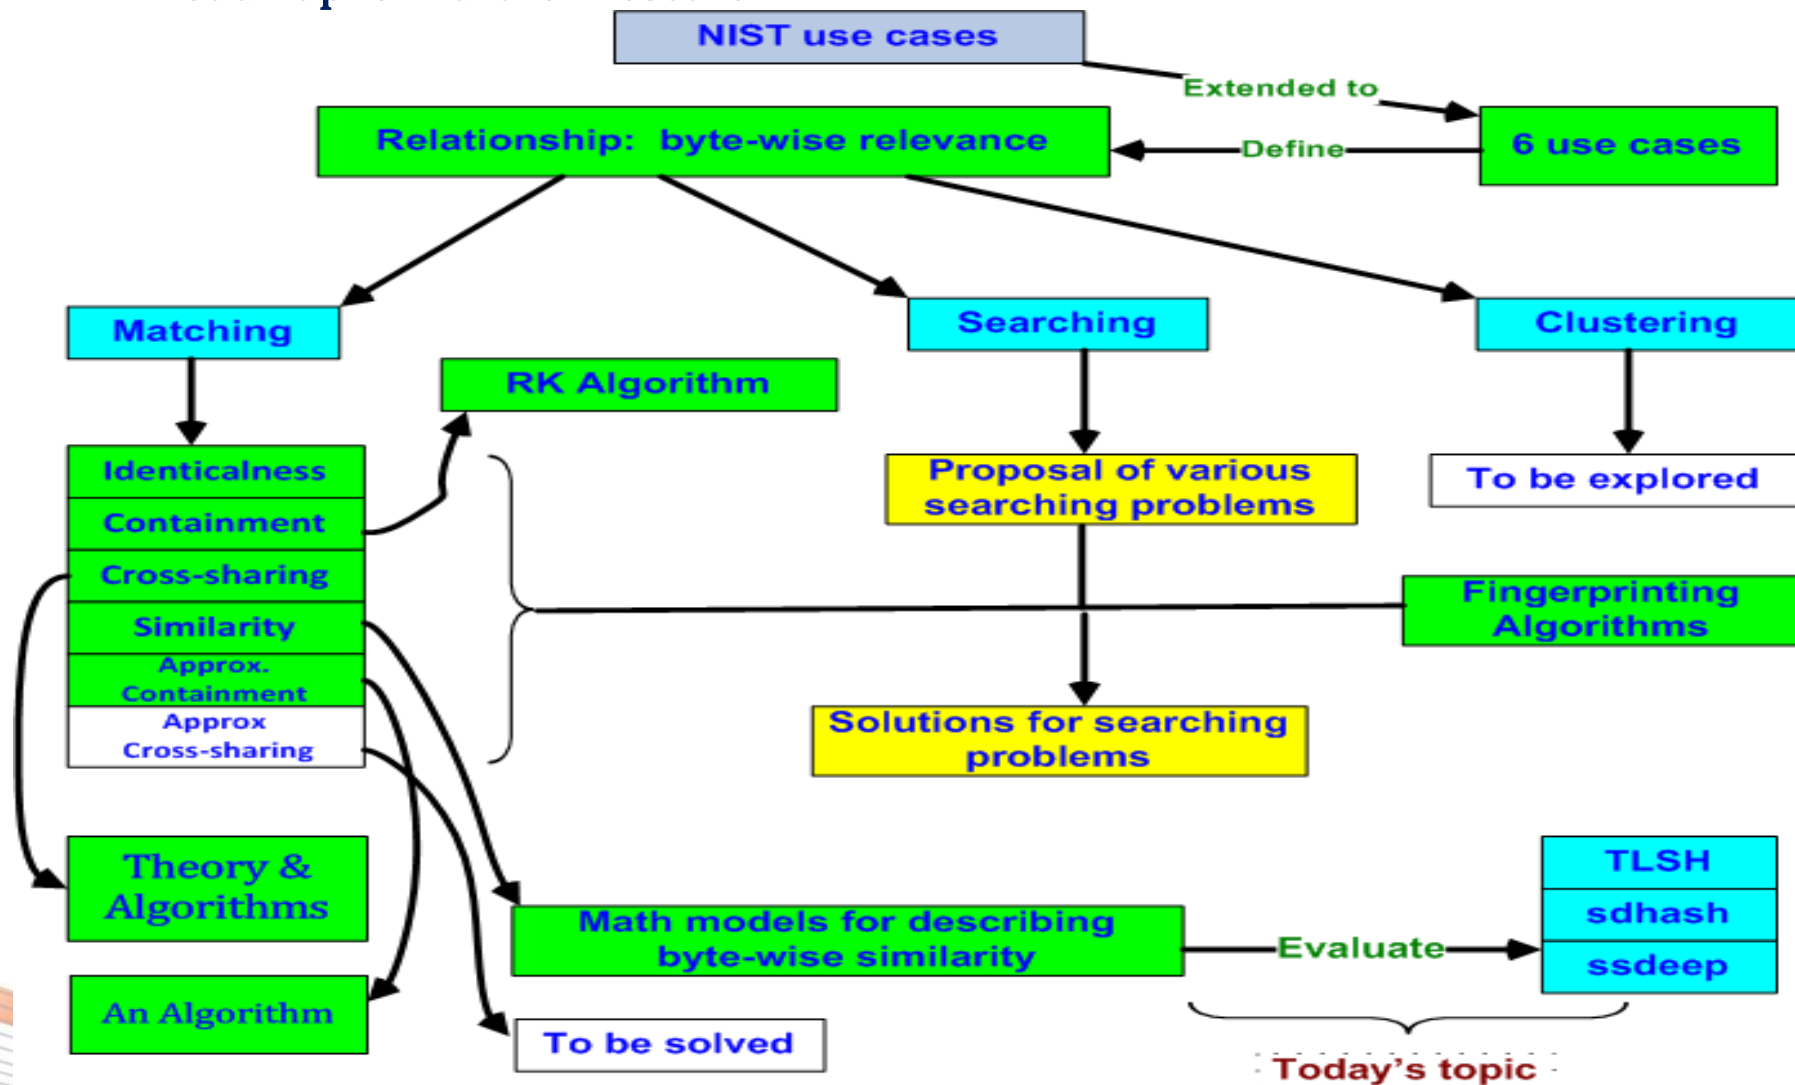 NIST use cases
Extended to
Relationship: byte-wise relevance
Define
6 use cases
Matching
Searching
Clustering
RK Algorithm
Identicalness
Containment
Cross-sharing
Similarity
Approx.
Containment
Approx
Cross-sharing
Proposal of various
searching problems
To be explored
Fingerprinting
Algorithms
Solutions for searching
problems
Theory &
Algorithms
An Algorithm
Math models for describing
byte-wise similarity
Evaluate
TLSH
sdhash
ssdeep
To be solved
Today's topic